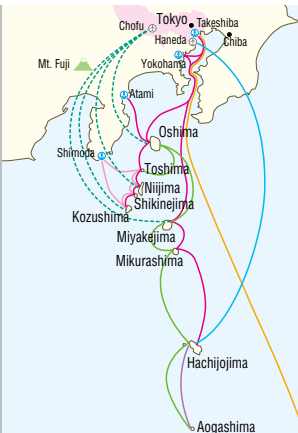 Tokyo
Chofu
Takeshiba
Haneda
Chiba
Yokohama
Mt. Fuji
Atami
Oshima
Shimoda
Toshima
Niijima
Shikinejima
Kozushima
Miyakejima
Mikurashima
Hachijojima
Aogashima